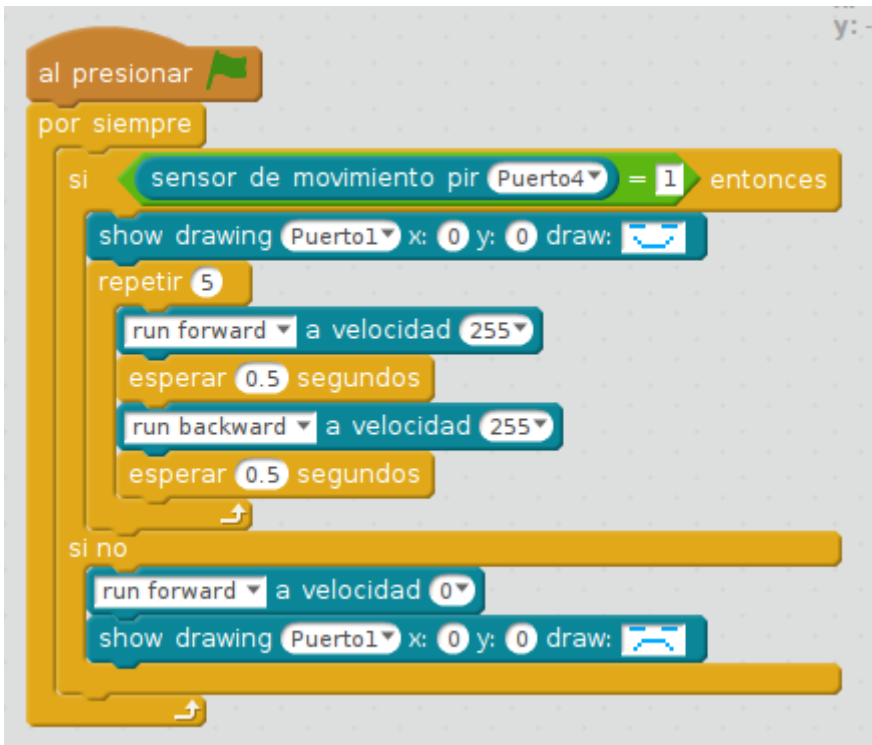 y: -
al presionar
por siempre
si sensor de movimiento pir Puerto4 = 1 entonces
show drawing Puerto1 x: 0 y: 0 draw:
repetir 5
run forward a velocidad 255
esperar 0.5 segundos
run backward a velocidad 255
esperar 0.5 segundos
si no
run forward a velocidad 0
show drawing Puerto1 x: 0 y: 0 draw: